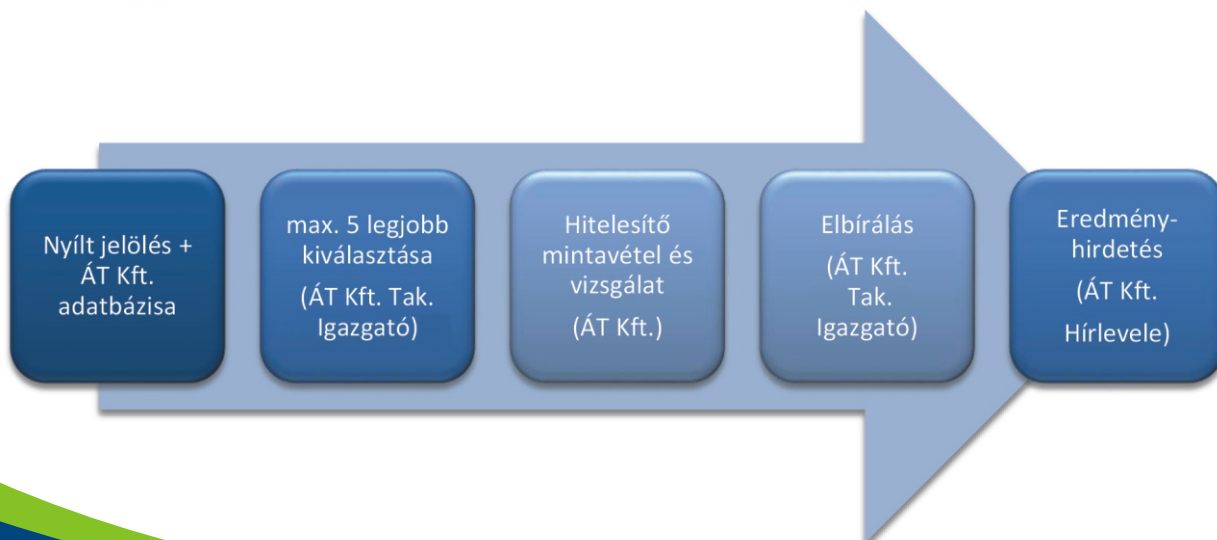 Nyílt jelölés +
ÁT Kft.
adatbázisa
max. 5 legjobb
kiválasztása
(ÁT Kft. Tak.
Igazgató)
Hitelesítő
mintavétel és
vizsgálat
(ÁT Kft.)
Elbírálás
(ÁT Kft.
Tak.
Igazgató)
Eredmény-
hirdetés
(ÁT Kft.
Hírlevele)